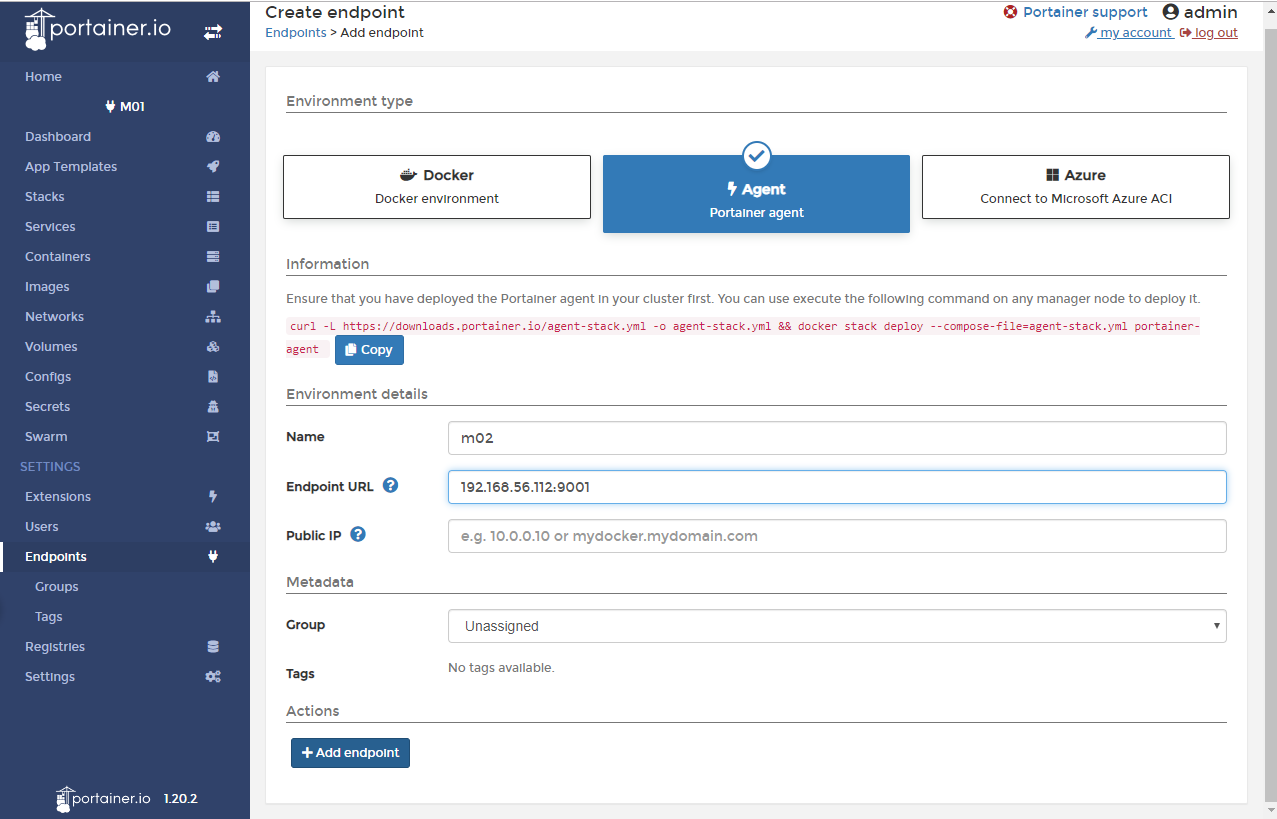 portainer.io
Home
M01
Dashboard
App Templates
Stacks
Services
Containers
Images
Networks
Volumes
Configs
Secrets
Swarm
SETTINGS
Extensions
Users
Endpoints
Groups
Tags
Registries
Settings
portainer.io 1.20.2
Create endpoint
Endpoints > Add endpoint
Portainer support admin
my account log out
Environment type
Docker
Docker environment
Agent
Portainer agent
Azure
Connect to Microsoft Azure ACI
Information
Ensure that you have deployed the Portainer agent in your cluster first. You can use execute the following command on any manager node to deploy it.
curl -L https://downloads.portainer.io/agent-stack.yml -o agent-stack.yml && docker stack deploy --compose-file=agent-stack.yml portainer-
agent Copy
Environment details
Name m02
Endpoint URL ? 192.168.56.112:9001
Public IP ? e.g. 10.0.0.10 or mydocker.mydomain.com
Metadata
Group Unassigned
Tags No tags available.
Actions
+ Add endpoint